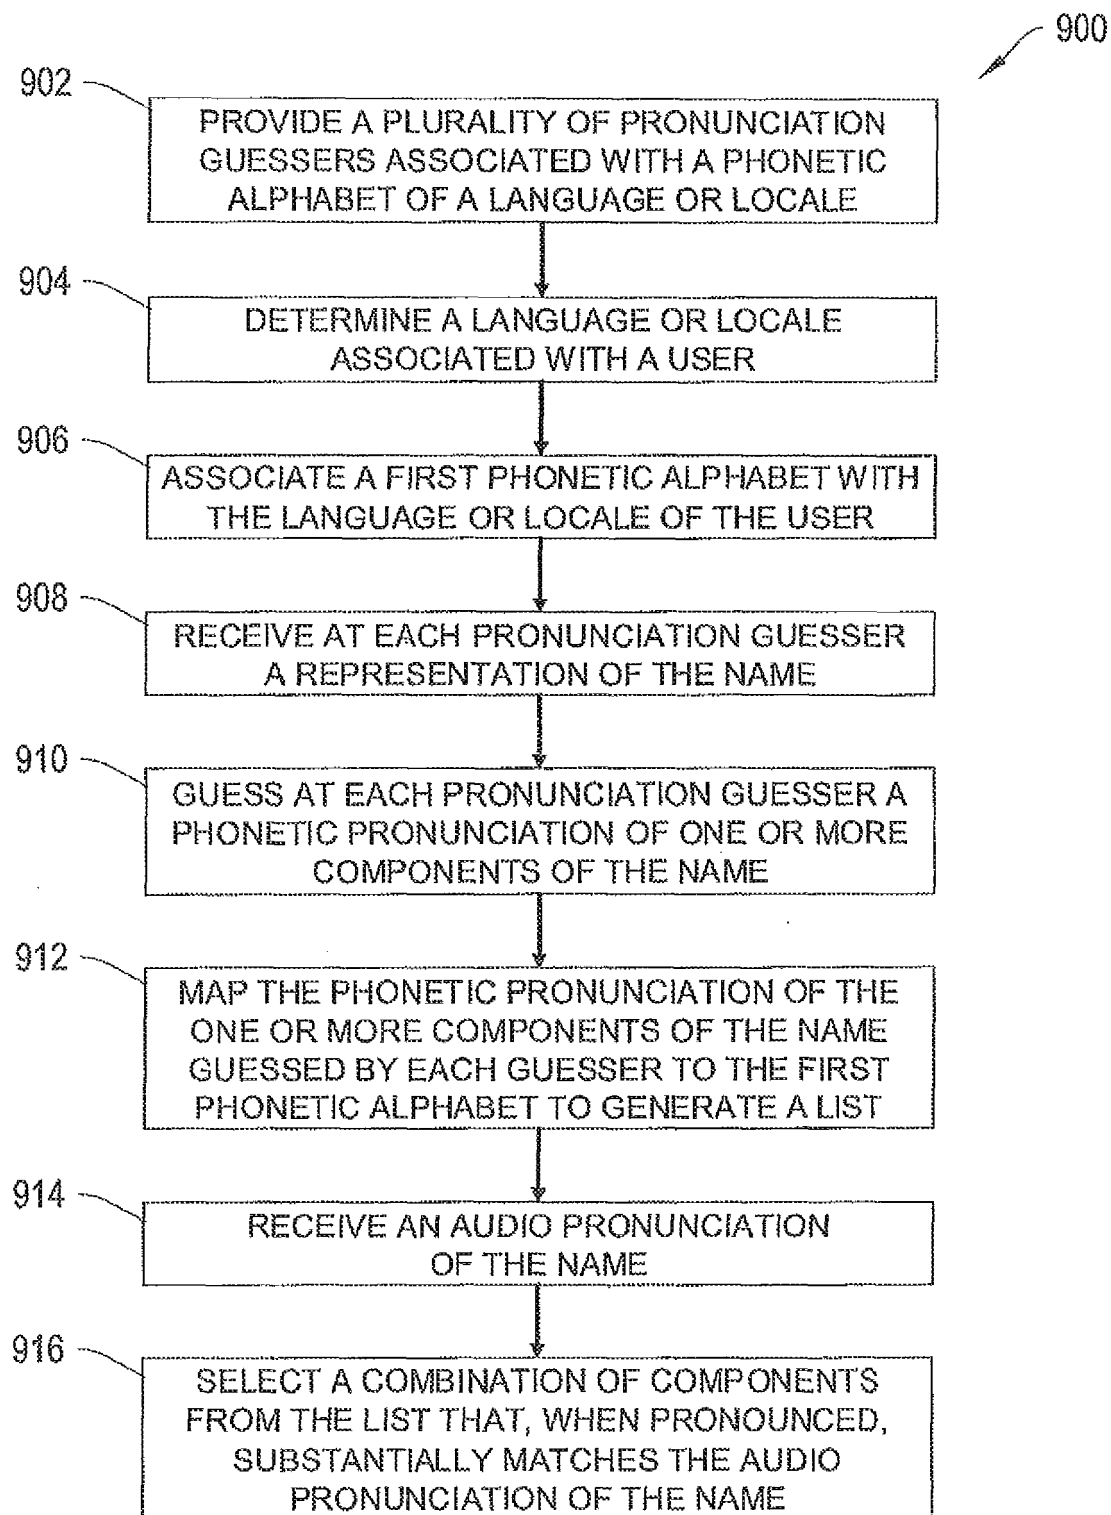 900
902
PROVIDE A PLURALITY OF PRONUNCIATION
GUESSERS ASSOCIATED WITH A PHONETIC
ALPHABET OF A LANGUAGE OR LOCALE
904
DETERMINE A LANGUAGE OR LOCALE
ASSOCIATED WITH A USER
906
ASSOCIATE A FIRST PHONETIC ALPHABET WITH
THE LANGUAGE OR LOCALE OF THE USER
908
RECEIVE AT EACH PRONUNCIATION GUESSER
A REPRESENTATION OF THE NAME
910
GUESS AT EACH PRONUNCIATION GUESSER A
PHONETIC PRONUNCIATION OF ONE OR MORE
COMPONENTS OF THE NAME
912
MAP THE PHONETIC PRONUNCIATION OF THE
ONE OR MORE COMPONENTS OF THE NAME
GUESSED BY EACH GUESSER TO THE FIRST
PHONETIC ALPHABET TO GENERATE A LIST
914
RECEIVE AN AUDIO PRONUNCIATION
OF THE NAME
916
SELECT A COMBINATION OF COMPONENTS
FROM THE LIST THAT, WHEN PRONOUNCED,
SUBSTANTIALLY MATCHES THE AUDIO
PRONUNCIATION OF THE NAME